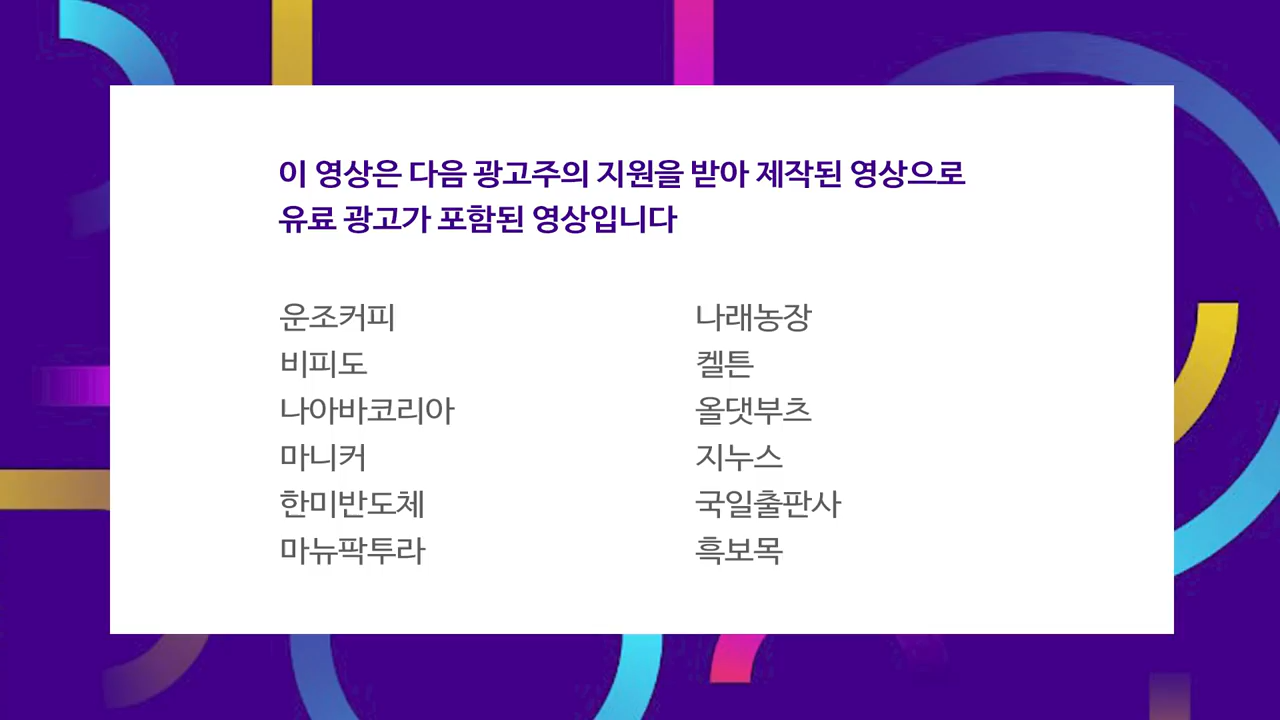 이 영상은 다음 광고주의 지원을 받아 제작된 영상으로
유료 광고가 포함된 영상입니다
운조커피
비피도
나아바코리아
마니커
한미반도체
마뉴팍투라
나래농장
켈튼
올댓부츠
지누스
국일출판사
흑보목